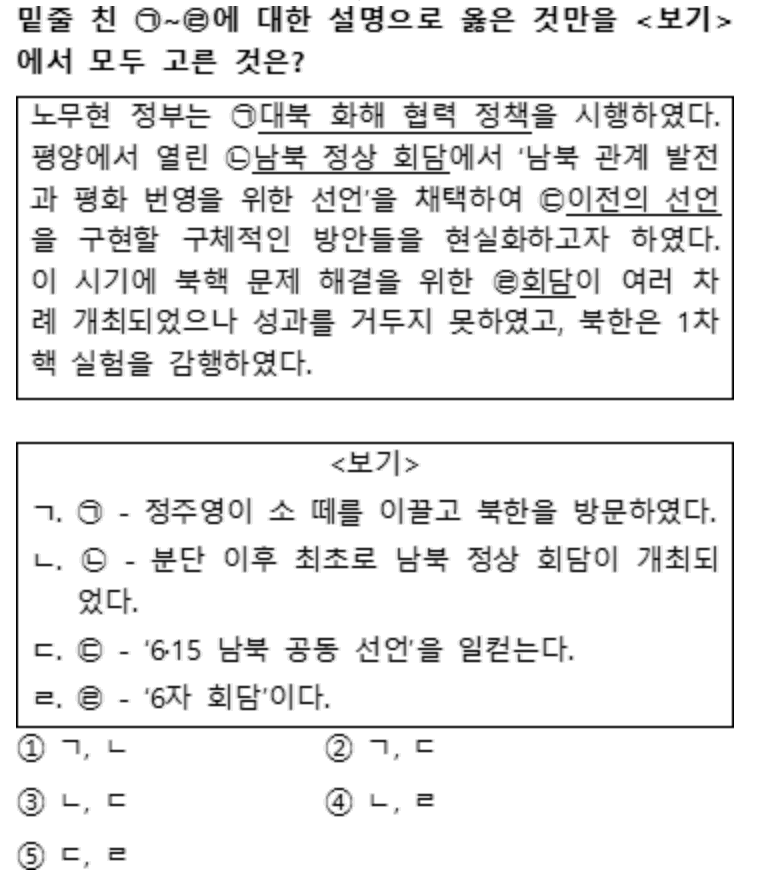 밑줄 친 ㉠~㉣에 대한 설명으로 옳은 것만을 <보기>
에서 모두 고른 것은?
노무현 정부는 ㉠대북 화해 협력 정책을 시행하였다.
평양에서 열린 ㉡남북 정상 회담에서 '남북 관계 발전
과 평화 번영을 위한 선언'을 채택하여 ㉢이전의 선언
을 구현할 구체적인 방안들을 현실화하고자 하였다.
이 시기에 북핵 문제 해결을 위한 ㉣회담이 여러 차
례 개최되었으나 성과를 거두지 못하였고, 북한은 1차
핵 실험을 감행하였다.
<보기>
ㄱ. ㉠ - 정주영이 소 떼를 이끌고 북한을 방문하였다.
ㄴ. ㉡ - 분단 이후 최초로 남북 정상 회담이 개최되
었다.
ㄷ. ㉢ - '6·15 남북 공동 선언'을 일컫는다.
ㄹ. ㉣ - '6자 회담'이다.
① ㄱ, ㄴ ② ㄱ, ㄷ
③ ㄴ, ㄷ ④ ㄴ, ㄹ
⑤ ㄷ, ㄹ